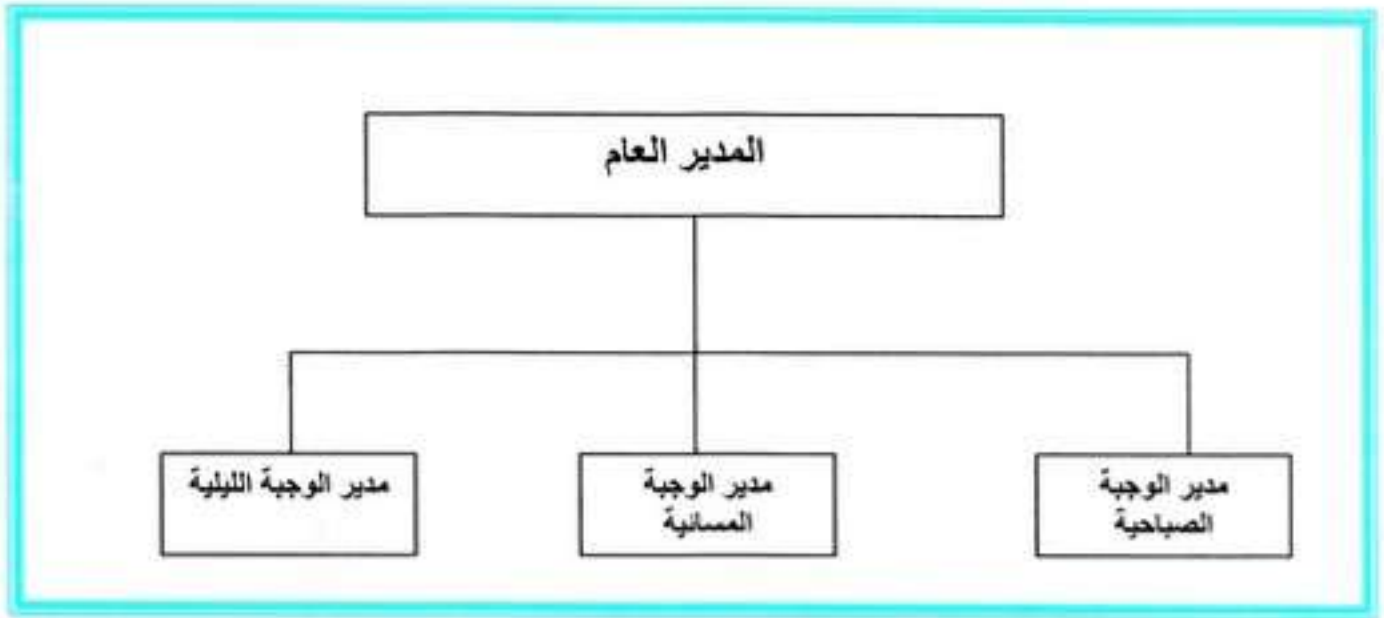 المدير العام
مدير الوجبة
الصباحية
مدير الوجبة
المسائية
مدير الوجبة الليلية